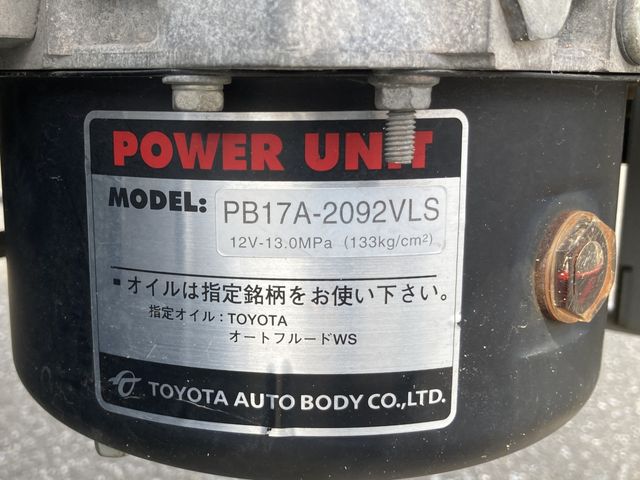 POWER UNIT
MODEL: PB17A-2092VLS
12V-13.0MPa (133kg/cm²)
▪オイルは指定銘柄をお使い下さい。
指定オイル：TOYOTA
オートフルードWS
TOYOTA AUTO BODY CO.,LTD.